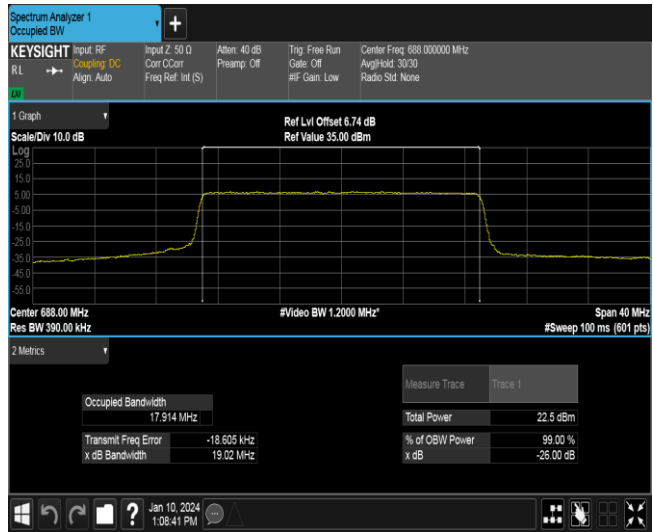 Spectrum Analyzer 1
Occupied BW
KEYSIGHT
RL
Input: RF
Coupling: DC
Align: Auto
Input Z: 50 Ω
Corr CCorr
Freq Ref: Int (S)
Atten: 40 dB
Preamp: Off
Trig: Free Run
Gate: Off
#IF Gain: Low
Center Freq: 688.000000 MHz
Avg|Hold: 30/30
Radio Std: None
LXI
1 Graph
Scale/Div 10.0 dB
Ref Lvl Offset 6.74 dB
Ref Value 35.00 dBm
Log
25.0
15.0
5.00
-5.00
-15.0
-25.0
-35.0
-45.0
-55.0
Center 688.00 MHz
#Video BW 1.2000 MHz*
Span 40 MHz
Res BW 390.00 kHz
#Sweep 100 ms (601 pts)
2 Metrics
Measure Trace Trace 1
Occupied Bandwidth
17.914 MHz
Total Power 22.5 dBm
Transmit Freq Error -18.605 kHz
% of OBW Power 99.00 %
x dB Bandwidth 19.02 MHz
x dB -26.00 dB
?
Jan 10, 2024
1:08:41 PM